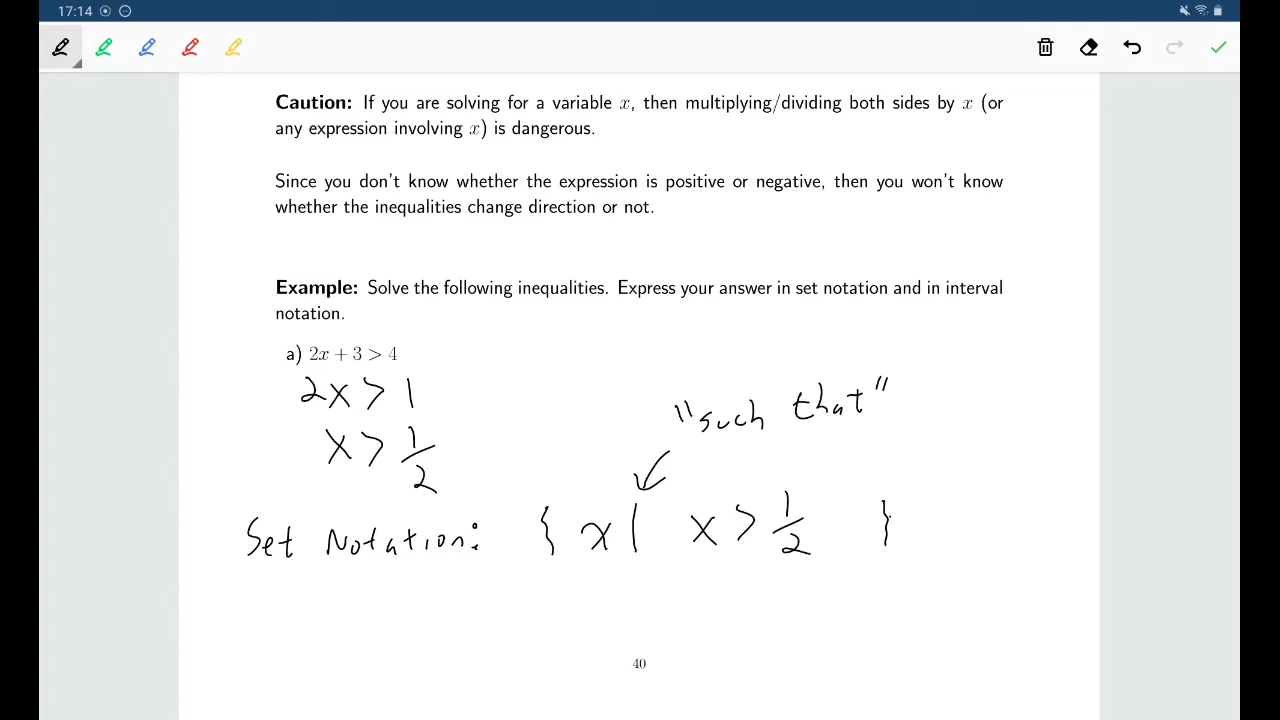 17:14
Caution: If you are solving for a variable x, then multiplying/dividing both sides by x (or
any expression involving x) is dangerous.
Since you don't know whether the expression is positive or negative, then you won't know
whether the inequalities change direction or not.
Example: Solve the following inequalities. Express your answer in set notation and in interval
notation.
a) 2x + 3 > 4
2x > 1
"such that"
x > 1/2
Set Notation: { x | x > 1/2 }
40